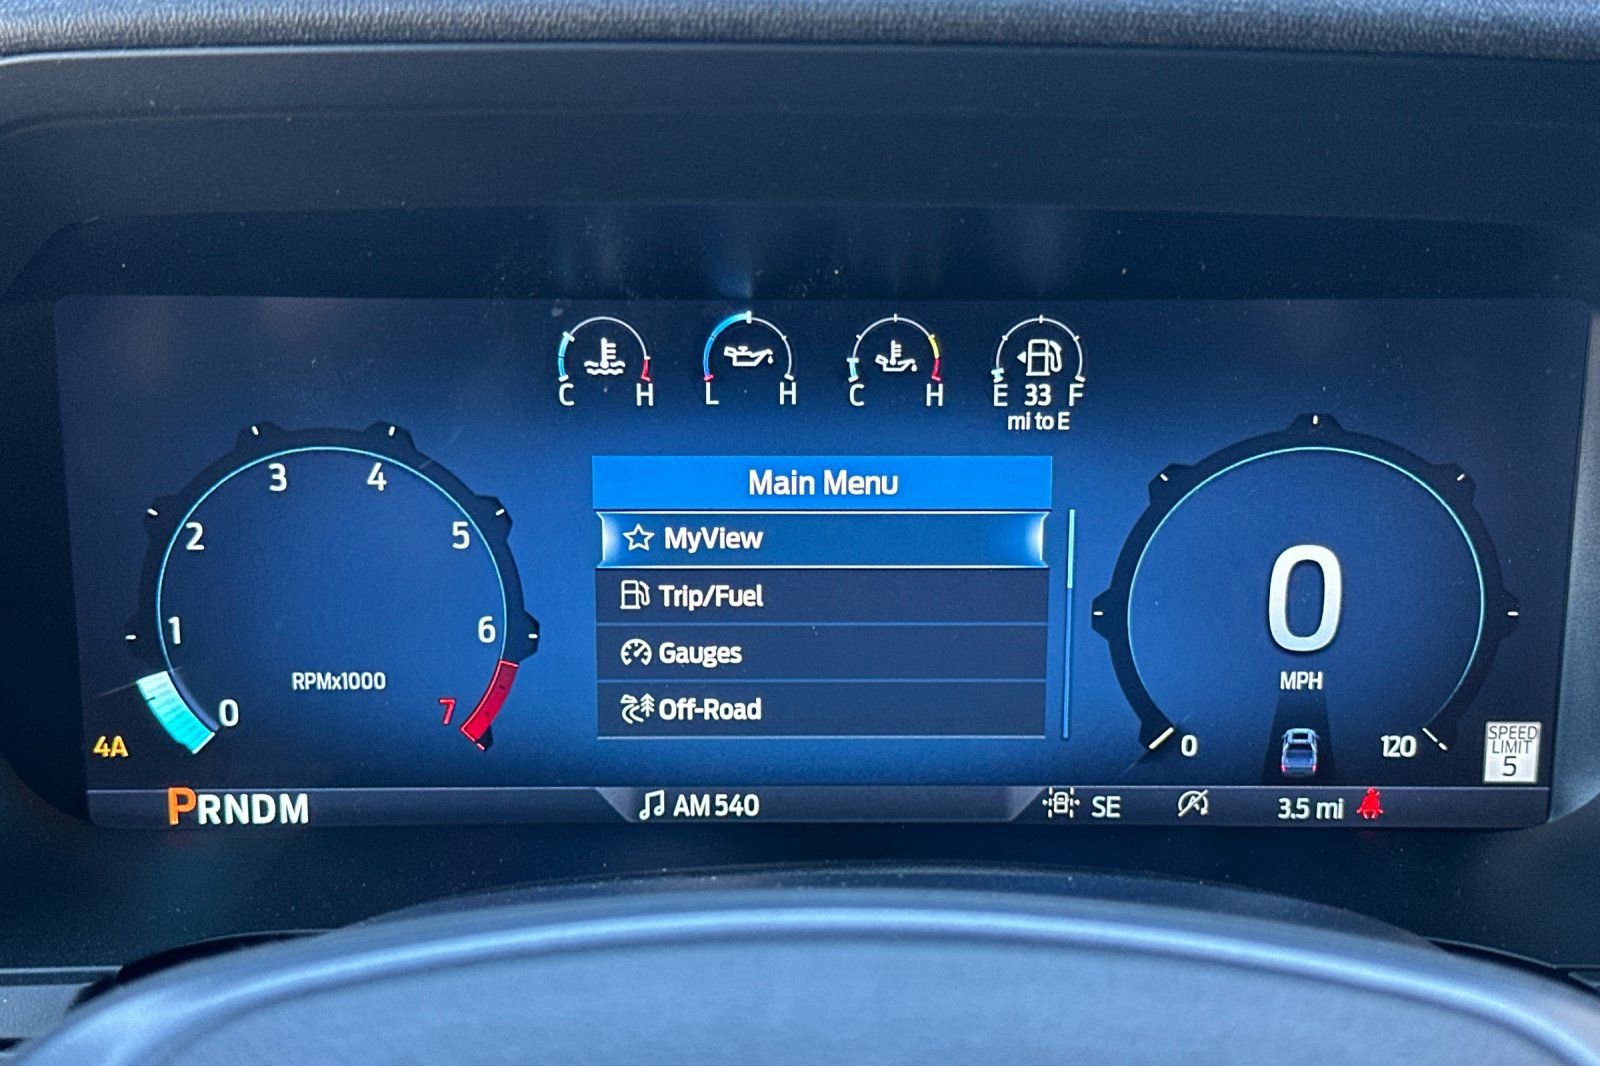 C H
L H
C H
E 33 F
mi to E
0
1
2
3
4
5
6
7
RPMx1000
Main Menu
MyView
Trip/Fuel
Gauges
Off-Road
0
MPH
0
120
SPEED
LIMIT
5
4A
PRNDM
AM 540
SE
3.5 mi